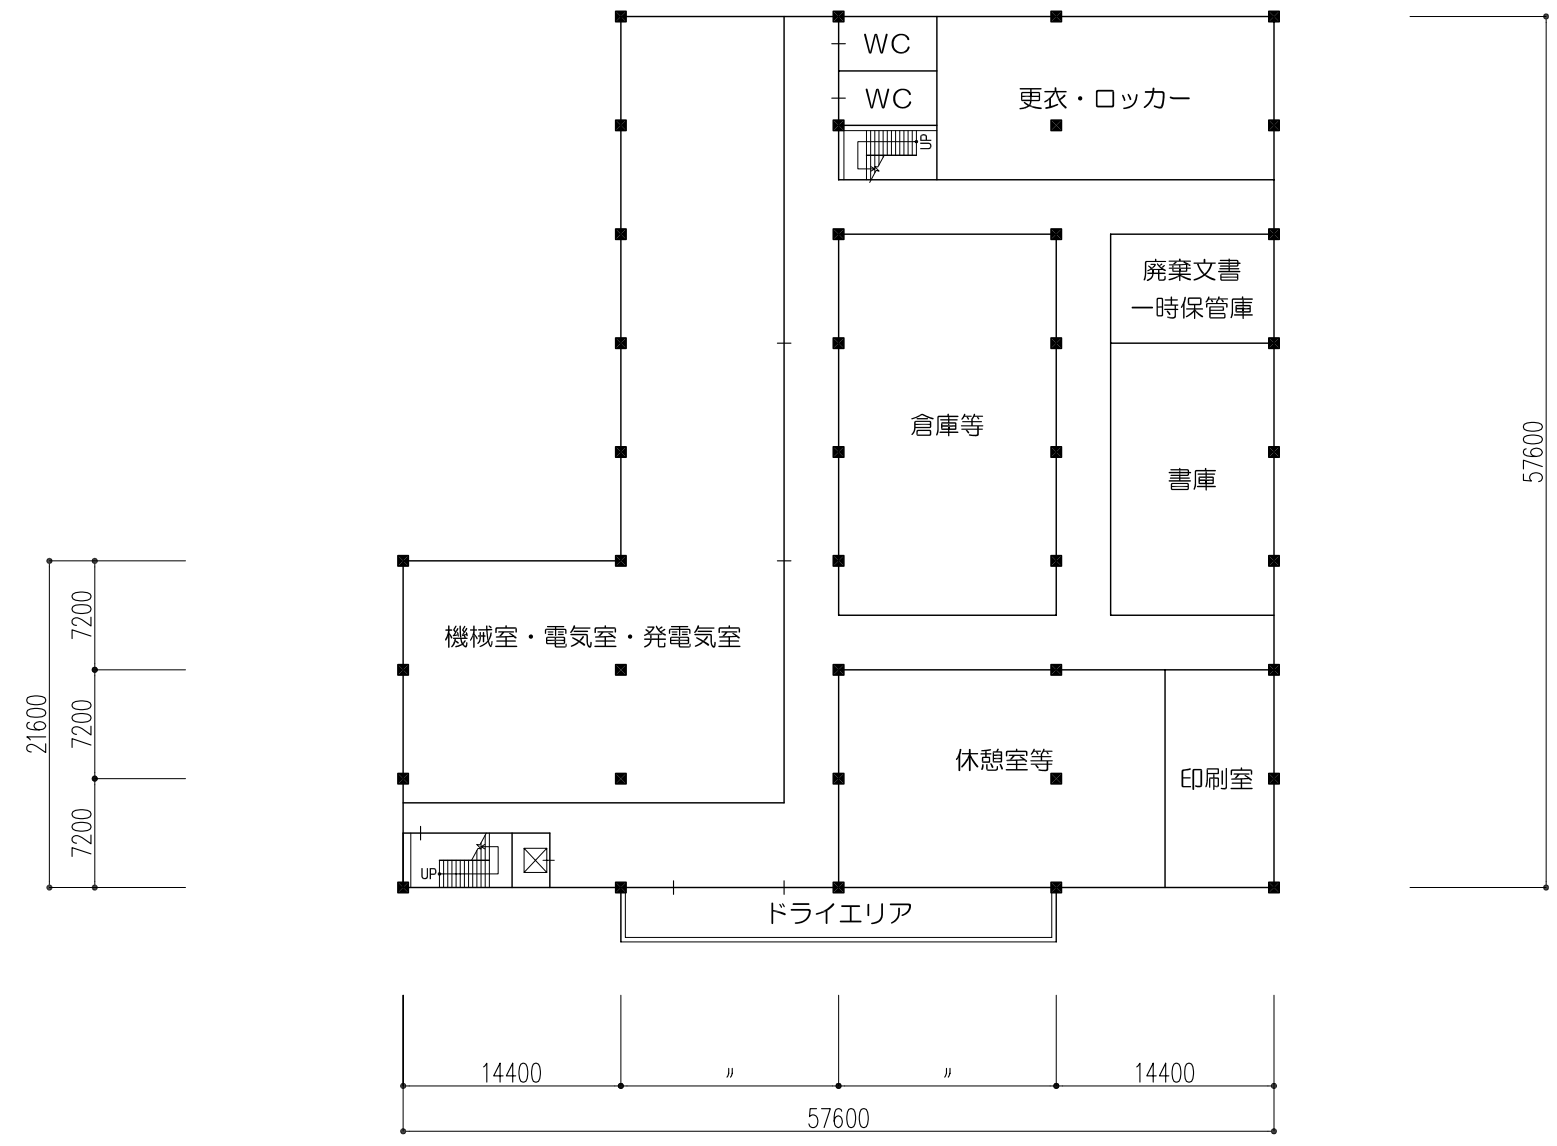 WC
WC
更衣・ロッカー
UP
廃棄文書
一時保管庫
倉庫等
書庫
57600
機械室・電気室・発電気室
7200
7200
7200
21600
休憩室等
印刷室
UP
ドライエリア
14400
〃
〃
14400
57600